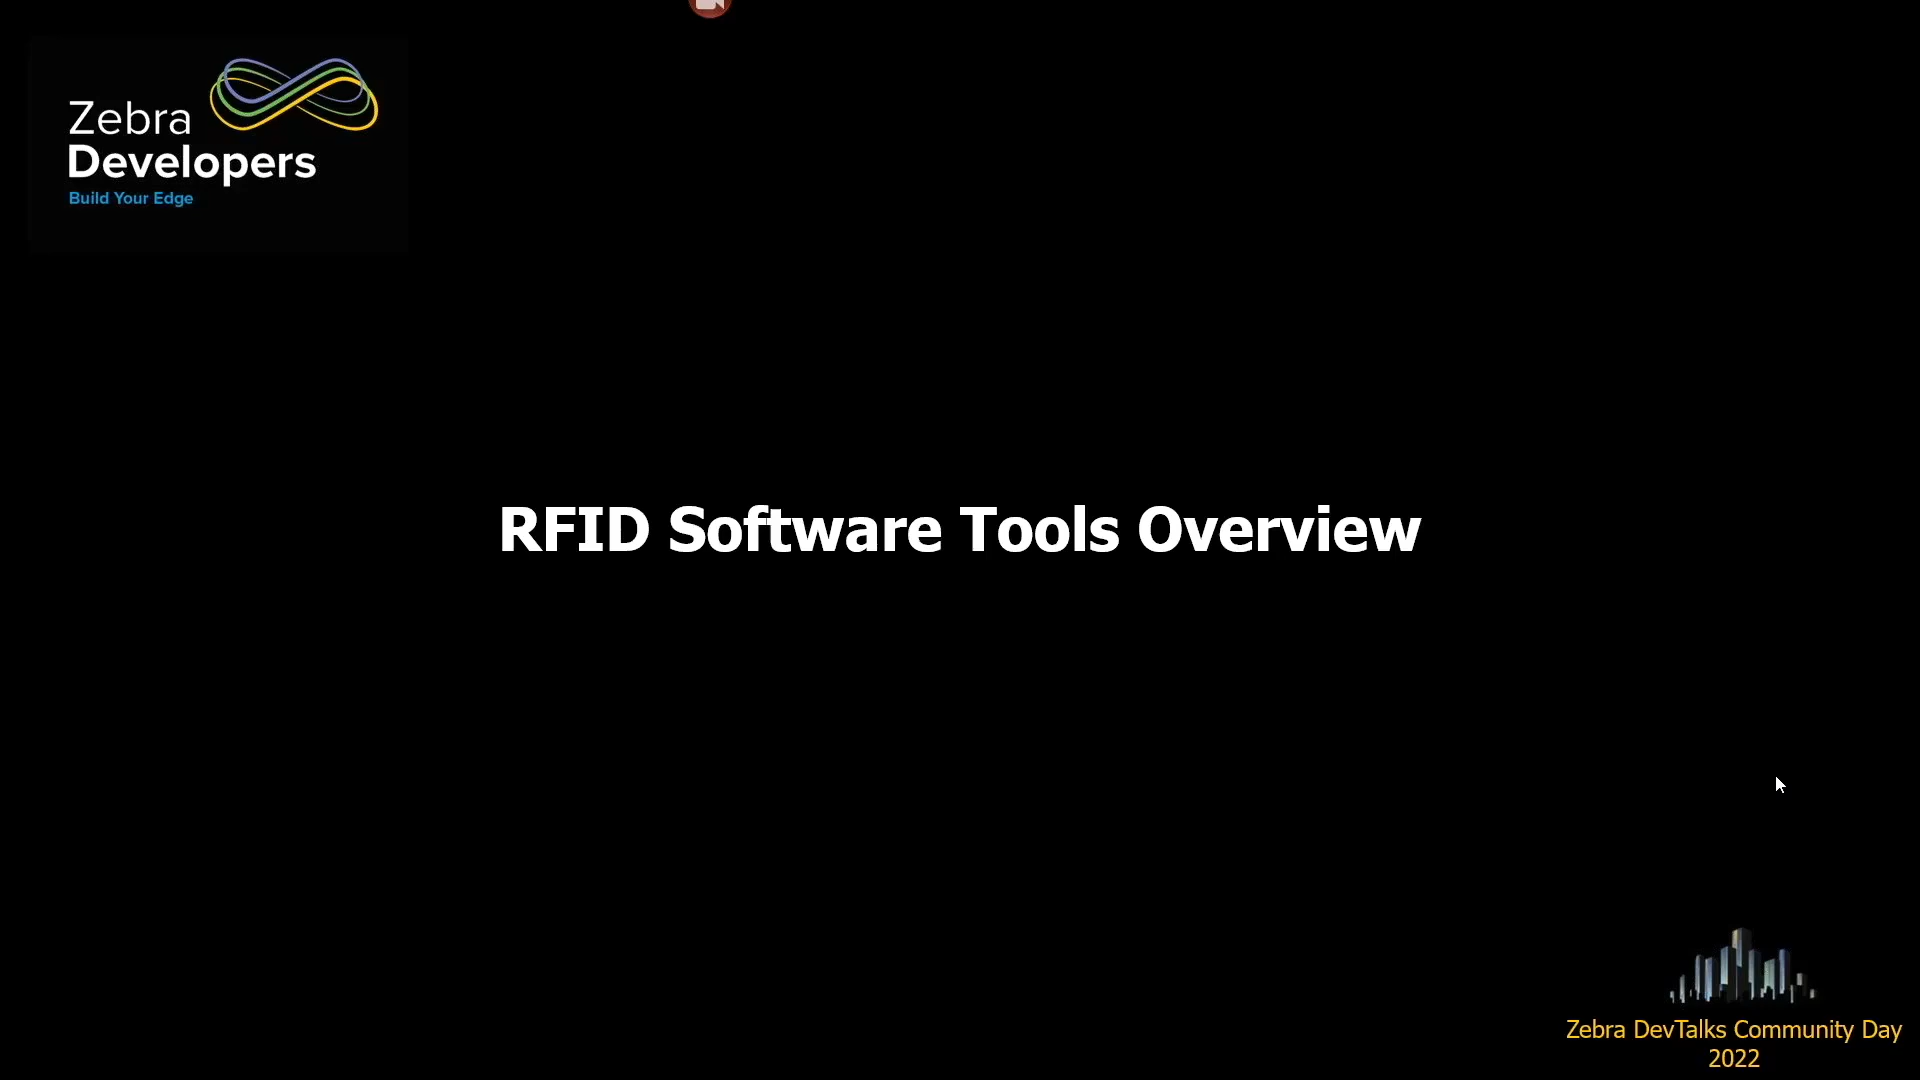 Zebra
Developers
Build Your Edge
RFID Software Tools Overview
Zebra DevTalks Community Day
2022